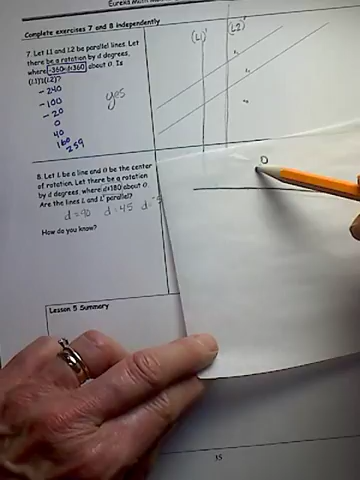 Complete exercises 7 and 8 independently
7. Let L1 and L2 be parallel lines. Let
there be a rotation by d degrees,
where -360<d<360 about O. Is
(L1)'||(L2)'?
-240
-100
-20
0
40
160
259
yes
(L1)'
(L2)'
8. Let L be a line and O be the center
of rotation. Let there be a rotation
by d degrees, where d≠180 about O.
Are the lines L and L' parallel?
d=90 d=45 d=
How do you know?
O
Lesson 5 Summary
35